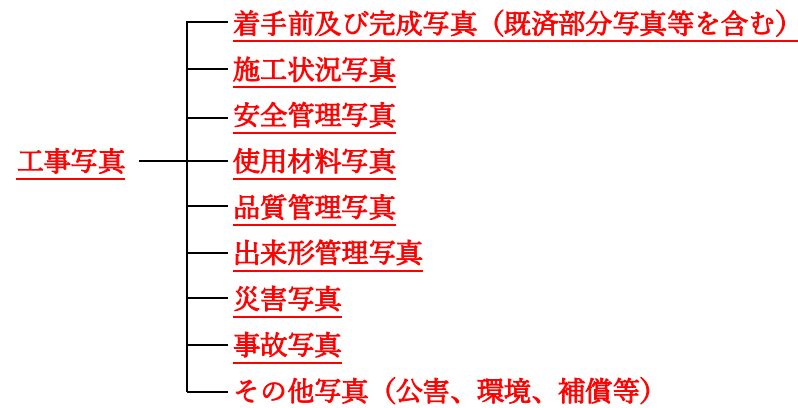 着手前及び完成写真（既済部分写真等を含む）
施工状況写真
安全管理写真
工事写真
使用材料写真
品質管理写真
出来形管理写真
災害写真
事故写真
その他写真（公害、環境、補償等）